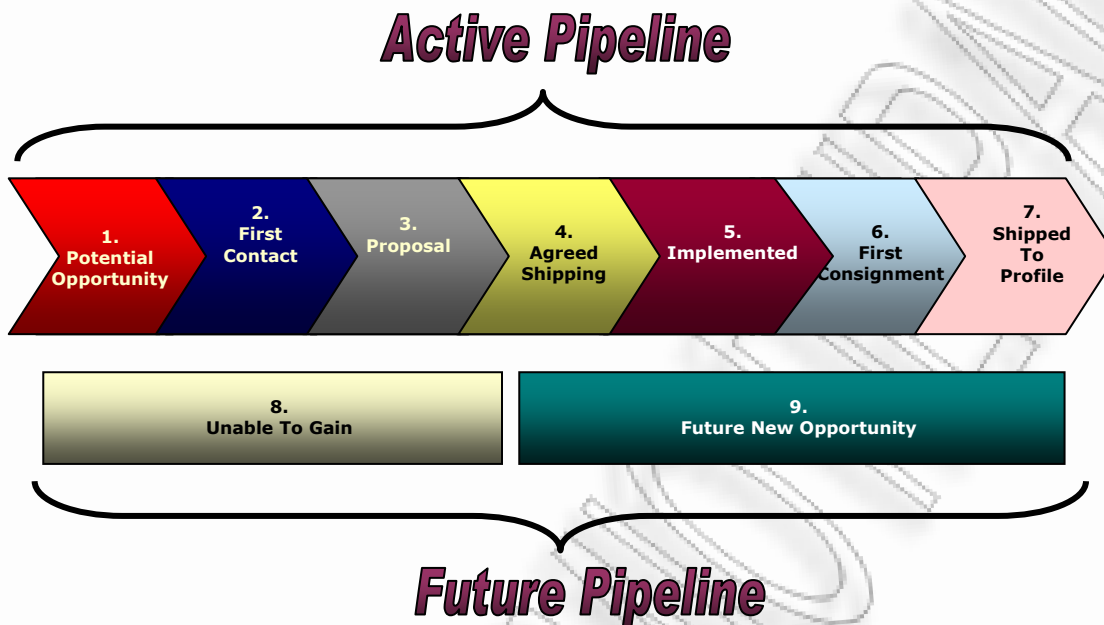 Active Pipeline
1.
Potential
Opportunity
2.
First
Contact
3.
Proposal
4.
Agreed
Shipping
5.
Implemented
6.
First
Consignment
7.
Shipped
To
Profile
8.
Unable To Gain
9.
Future New Opportunity
Future Pipeline